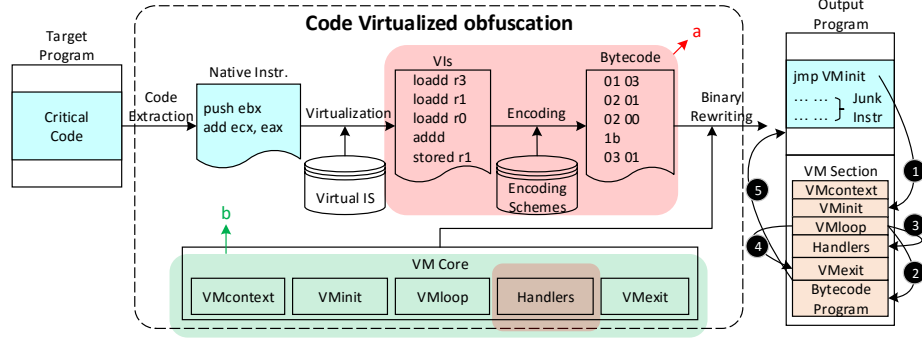 Code Virtualized obfuscation
Target
Program
Critical
Code
Code
Extraction
Native Instr.
push ebx
add ecx, eax
Virtualization
Virtual IS
VIs
loadd r3
loadd r1
loadd r0
addd
stored r1
Encoding
Encoding
Schemes
Bytecode
01 03
02 01
02 00
1b
03 01
a
Binary
Rewriting
b
VM Core
VMcontext
VMinit
VMloop
Handlers
VMexit
Output
Program
jmp VMinit
... ...
... ...
Junk
Instr
VM Section
VMcontext
VMinit
VMloop
Handlers
VMexit
Bytecode
Program
1
2
3
4
5